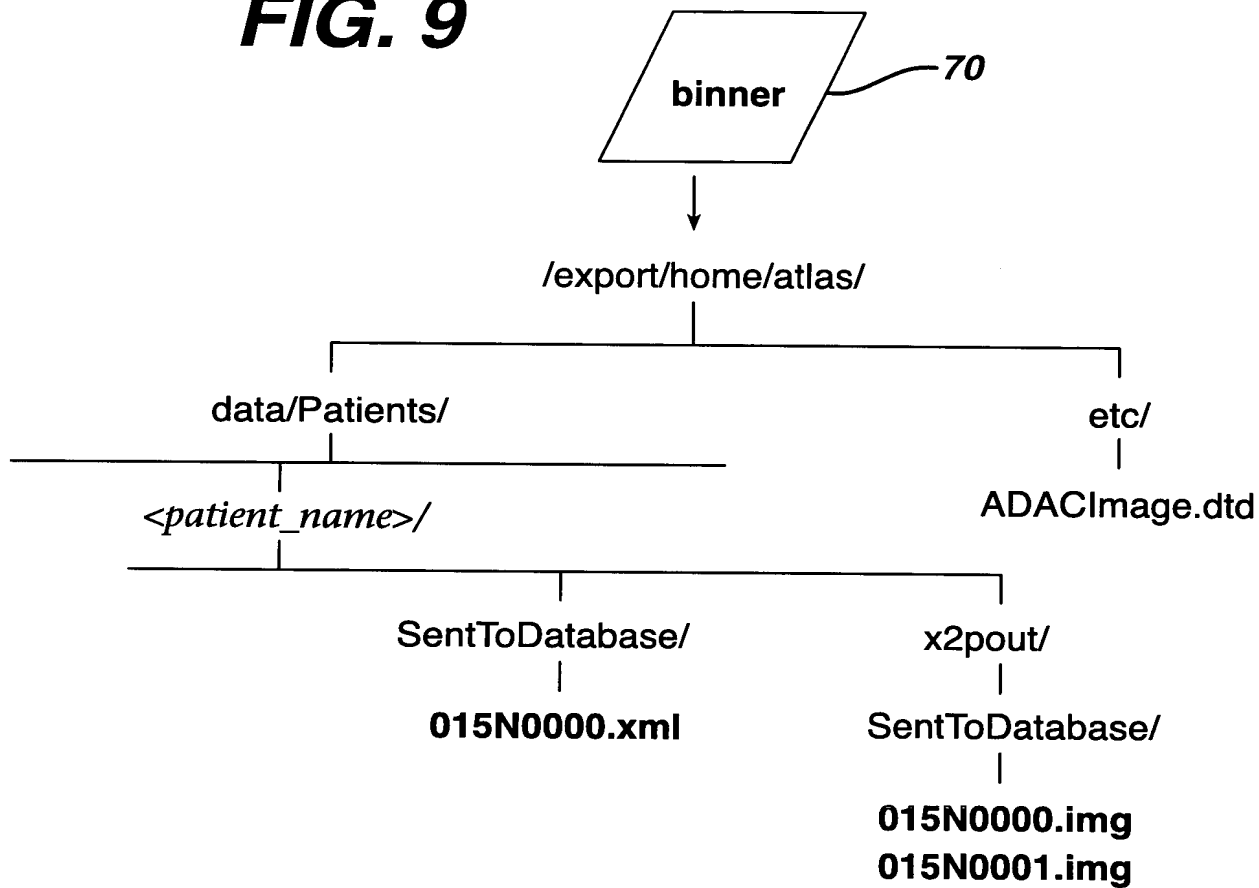 FIG. 9
binner
70
/export/home/atlas/
data/Patients/
etc/
<patient_name>/
ADACImage.dtd
SentToDatabase/
x2pout/
015N0000.xml
SentToDatabase/
015N0000.img
015N0001.img